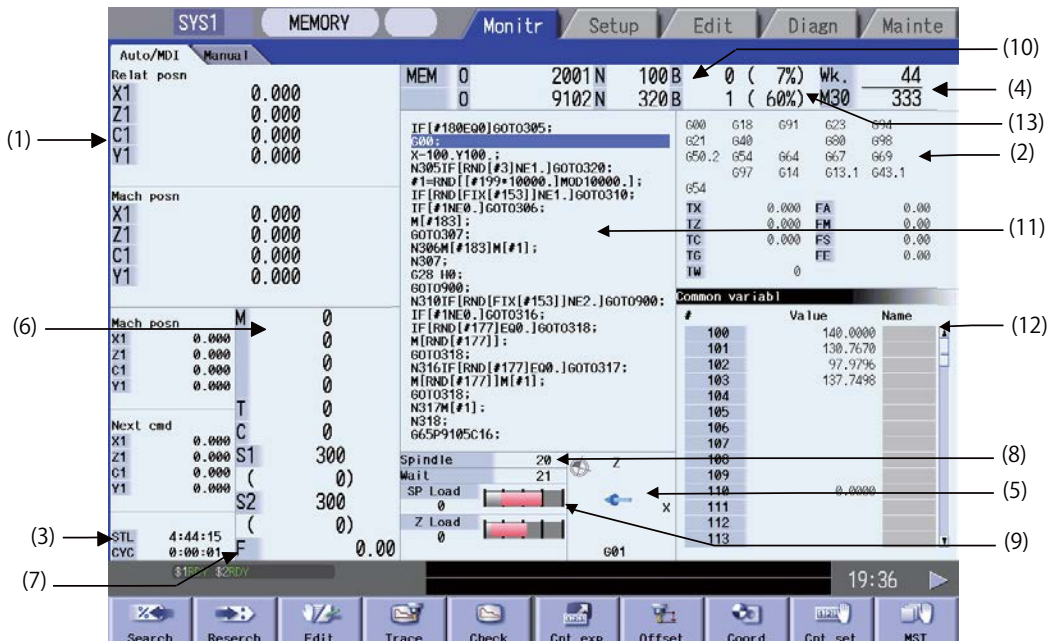 SYS1 MEMORY Monitr Setup Edit Diagn Mainte
Auto/MDI Manual
(1)
Relat posn
X1 0.000
Z1 0.000
C1 0.000
Y1 0.000
Mach posn
X1 0.000
Z1 0.000
C1 0.000
Y1 0.000
(6)
Mach posn
X1 0.000
Z1 0.000
C1 0.000
Y1 0.000
Next cmd
X1 0.000
Z1 0.000
C1 0.000
Y1 0.000
(3)
STL 4:44:15
CYC 0:00:01
(7)
M 0
0
0
0
T 0
C 0
S1 300
( 0)
S2 300
( 0)
F 0.00
MEM O 2001 N 100 B 0 ( 7%) Wk. 44
O 9102 N 320 B 1 ( 60%) M30 333
(10)
(4)
(13)
IF[#180EQ0]GOTO305;
G00;
X-100.Y100.;
N305IF[RND[#3]NE1.]GOTO320;
#1=RND[[#199*10000.]MOD10000.];
IF[RND[FIX[#153]]NE1.]GOTO310;
IF[#1NE0.]GOTO306;
M[#183];
GOTO307;
N306M[#183]M[#1];
N307;
G28 H0;
GOTO900;
N310IF[RND[FIX[#153]]NE2.]GOTO900;
IF[#1NE0.]GOTO316;
IF[RND[#177]EQ0.]GOTO318;
M[RND[#177]];
GOTO318;
N316IF[RND[#177]EQ0.]GOTO317;
M[RND[#177]]M[#1];
GOTO318;
N317M[#1];
N318;
G65P9105C16;
(11)
G00 G18 G91 G23 G94
G21 G40 G80 G98
G50.2 G54 G64 G67 G69
G97 G14 G13.1 G43.1
G54
(2)
TX 0.000 FA 0.00
TZ 0.000 FM 0.00
TC 0.000 FS 0.00
TG FE 0.00
TW 0
Common variabl
# Value Name
100 140.0000
101 130.7670
102 97.9796
103 137.7498
104
105
106
107
108
109
110 0.0000
111
112
113
(12)
Spindle 20
Wait 21
SP Load
0
Z Load
0
Z
X
G01
(8)
(5)
(9)
$1RDY $2RDY
19:36
Search Reserch Edit Trace Check Cnt exp Offset Coord Cnt set MST